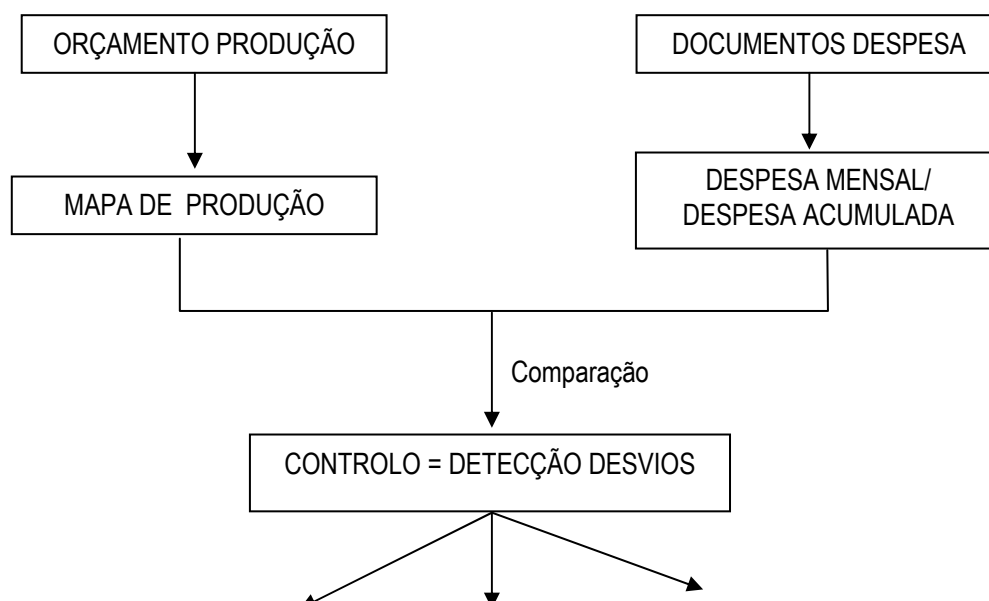 ORÇAMENTO PRODUÇÃO
DOCUMENTOS DESPESA
MAPA DE PRODUÇÃO
DESPESA MENSAL/
DESPESA ACUMULADA
Comparação
CONTROLO = DETECÇÃO DESVIOS